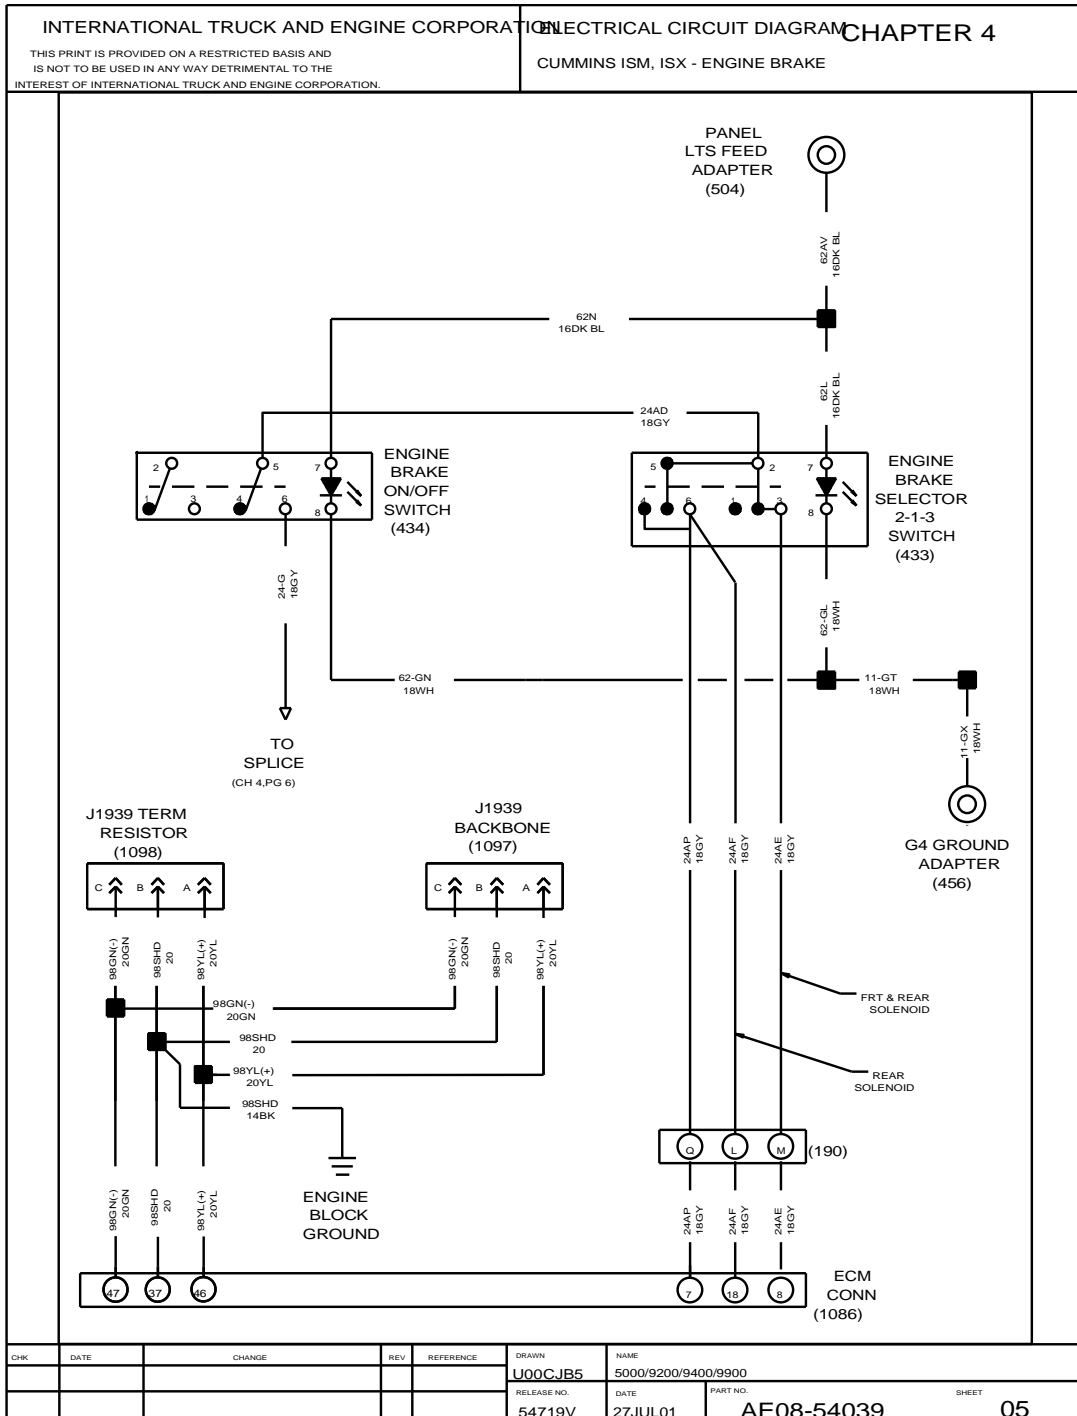 INTERNATIONAL TRUCK AND ENGINE CORPORATION
THIS PRINT IS PROVIDED ON A RESTRICTED BASIS AND
IS NOT TO BE USED IN ANY WAY DETRIMENTAL TO THE
INTEREST OF INTERNATIONAL TRUCK AND ENGINE CORPORATION.
ELECTRICAL CIRCUIT DIAGRAM
CHAPTER 4
CUMMINS ISM, ISX - ENGINE BRAKE
PANEL
LTS FEED
ADAPTER
(504)
62AV
16DK BL
62N
16DK BL
62L
16DK BL
24AD
18GY
2
5
7
1
3
4
6
8
ENGINE
BRAKE
ON/OFF
SWITCH
(434)
5
2
7
4
6
1
3
8
ENGINE
BRAKE
SELECTOR
2-1-3
SWITCH
(433)
24-G
18GY
62-GL
18WH
62-GN
18WH
11-GT
18WH
11-GX
18WH
TO
SPLICE
(CH 4,PG 6)
G4 GROUND
ADAPTER
(456)
J1939 TERM
RESISTOR
(1098)
C
B
A
J1939
BACKBONE
(1097)
C
B
A
24AP
18GY
24AF
18GY
24AE
18GY
98GN(-)
20GN
98SHD
20
98YL(+)
20YL
98GN(-)
20GN
98SHD
20
98YL(+)
20YL
98GN(-)
20GN
98SHD
20
98YL(+)
20YL
98SHD
14BK
FRT & REAR
SOLENOID
REAR
SOLENOID
Q
L
M
(190)
ENGINE
BLOCK
GROUND
98GN(-)
20GN
98SHD
20
98YL(+)
20YL
24AP
18GY
24AF
18GY
24AE
18GY
47
37
46
7
18
8
ECM
CONN
(1086)
CHK
DATE
CHANGE
REV
REFERENCE
DRAWN
U00CJB5
NAME
5000/9200/9400/9900
RELEASE NO.
54719V
DATE
27JUL01
PART NO.
AE08-54039
SHEET
05